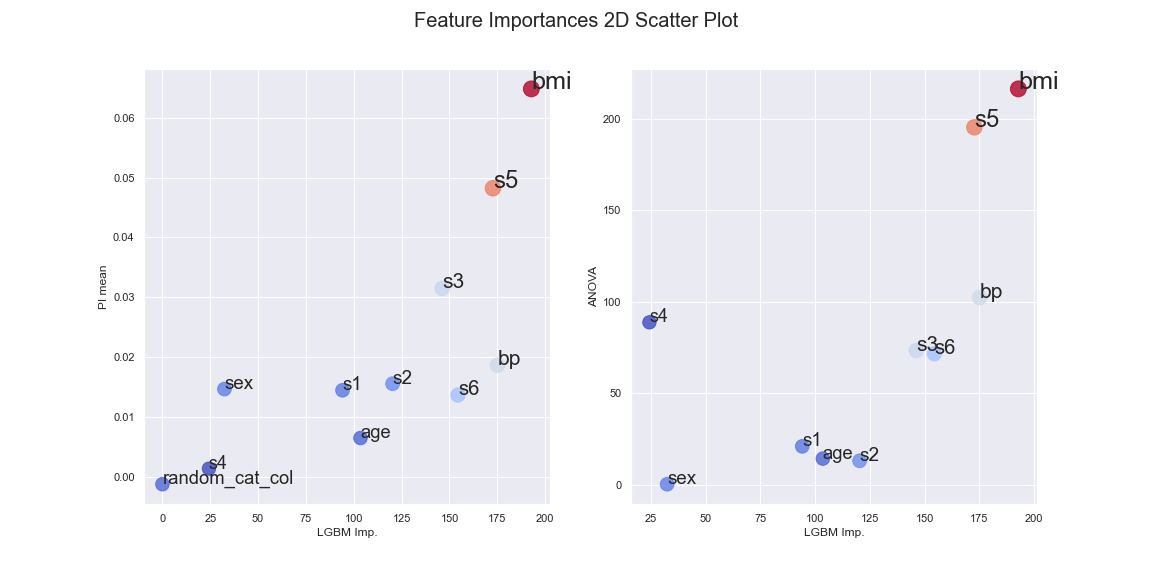 Feature Importances 2D Scatter Plot
PI mean
0.06
0.05
0.04
0.03
0.02
0.01
0.00
bmi
s5
s3
bp
s2
s1
s6
sex
age
s4
random_cat_col
0 25 50 75 100 125 150 175 200
LGBM Imp.
ANOVA
200
150
100
50
0
bmi
s5
bp
s4
s3
s6
s1
age
s2
sex
25 50 75 100 125 150 175 200
LGBM Imp.